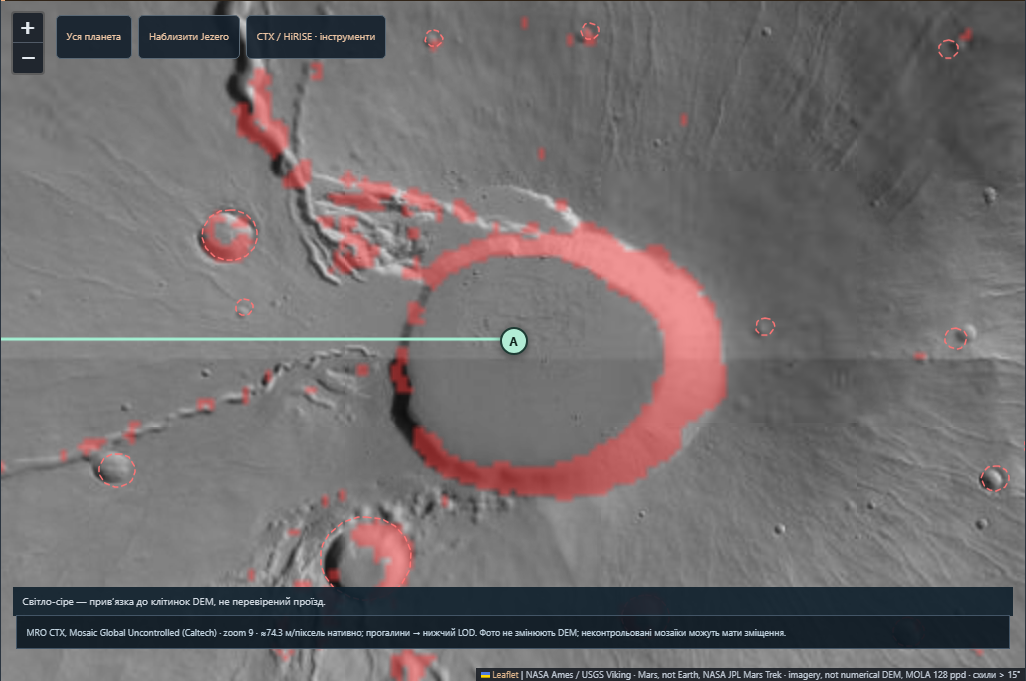 +
Уся планета
Наблизити Jezero
CTX / HiRISE · інструменти
−
A
Світло-сіре — прив'язка до клітинок DEM, не перевірений проїзд.
MRO CTX, Mosaic Global Uncontrolled (Caltech) · zoom 9 · ≈74.3 м/піксель нативно; прогалини → нижчий LOD. Фото не змінюють DEM; неконтрольовані мозаїки можуть мати зміщення.
Leaflet | NASA Ames / USGS Viking · Mars, not Earth, NASA JPL Mars Trek · imagery, not numerical DEM, MOLA 128 ppd · схили > 15°